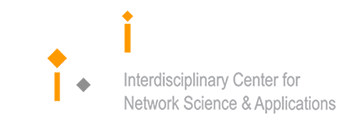 i
Interdisciplinary Center for
Network Science & Applications